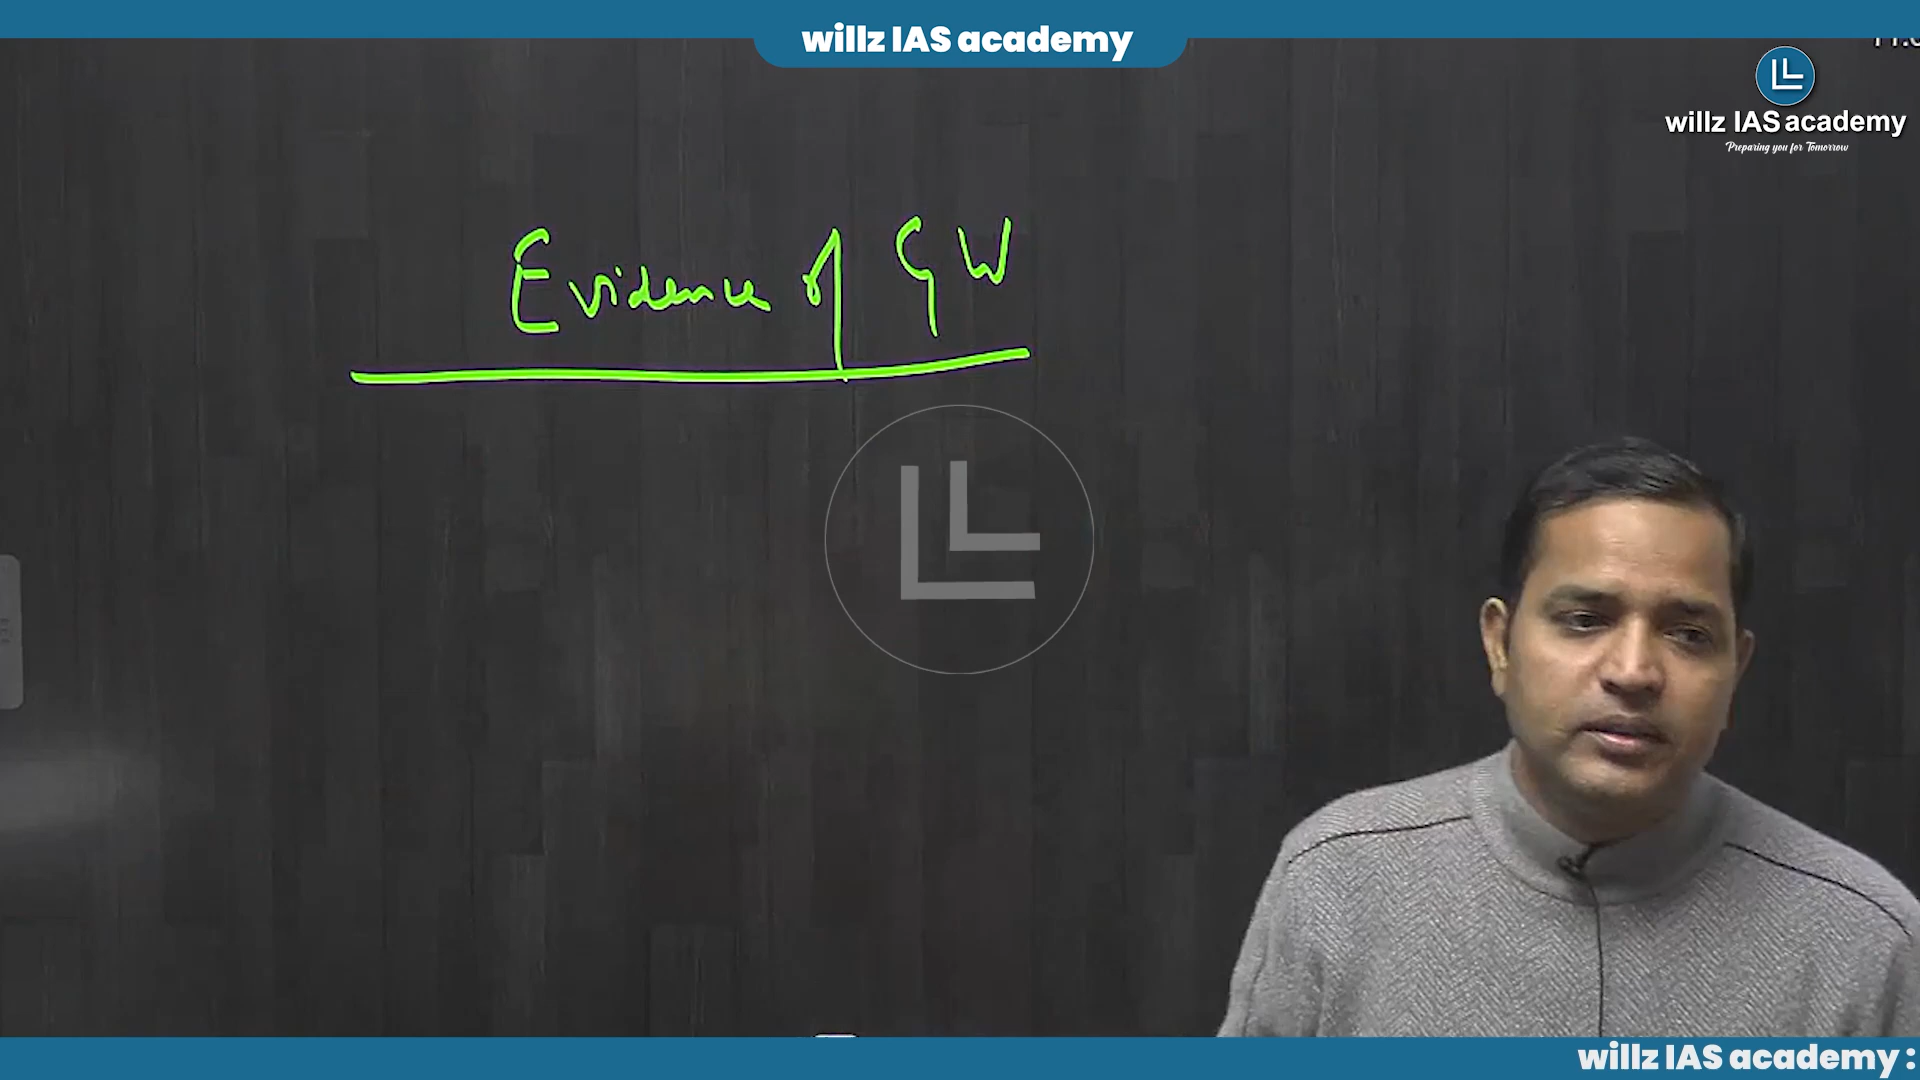 willz IAS academy
willz IAS academy
Preparing you for Tomorrow
Evidence of GW
willz IAS academy :